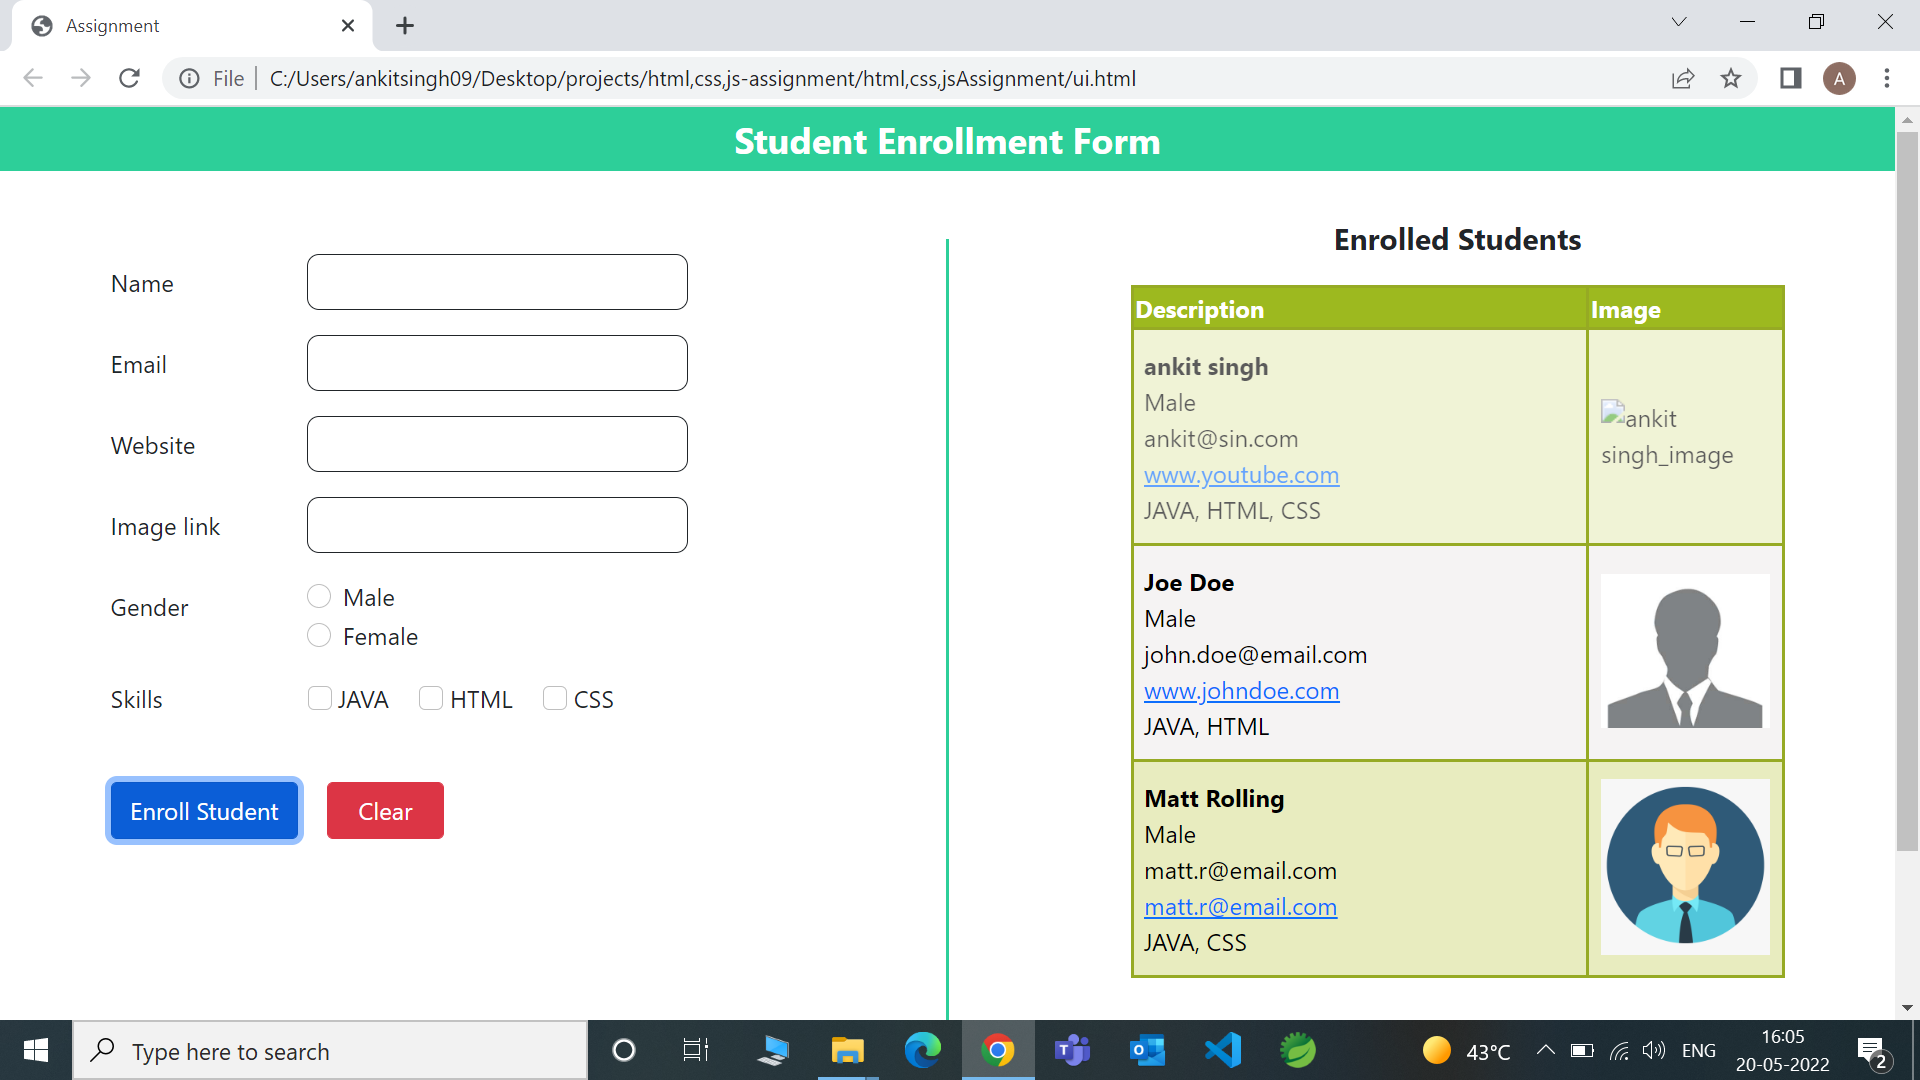 Assignment
File
C:/Users/ankitsingh09/Desktop/projects/html,css,js-assignment/html,css,jsAssignment/ui.html
A
Student Enrollment Form
Name
Email
Website
Image link
Gender
Male
Female
Skills
JAVA
HTML
CSS
Enroll Student
Clear
Enrolled Students
Description
Image
ankit singh
Male
ankit@sin.com
www.youtube.com
JAVA, HTML, CSS
ankit
singh_image
Joe Doe
Male
john.doe@email.com
www.johndoe.com
JAVA, HTML
Matt Rolling
Male
matt.r@email.com
matt.r@email.com
JAVA, CSS
Type here to search
43°C
ENG
16:05
20-05-2022
2